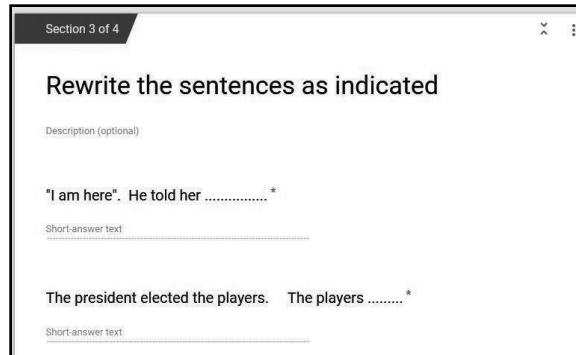 Section 3 of 4
Rewrite the sentences as indicated
Description (optional)
"I am here".  He told her ............... *
Short-answer text
The president elected the players.    The players ......... *
Short-answer text